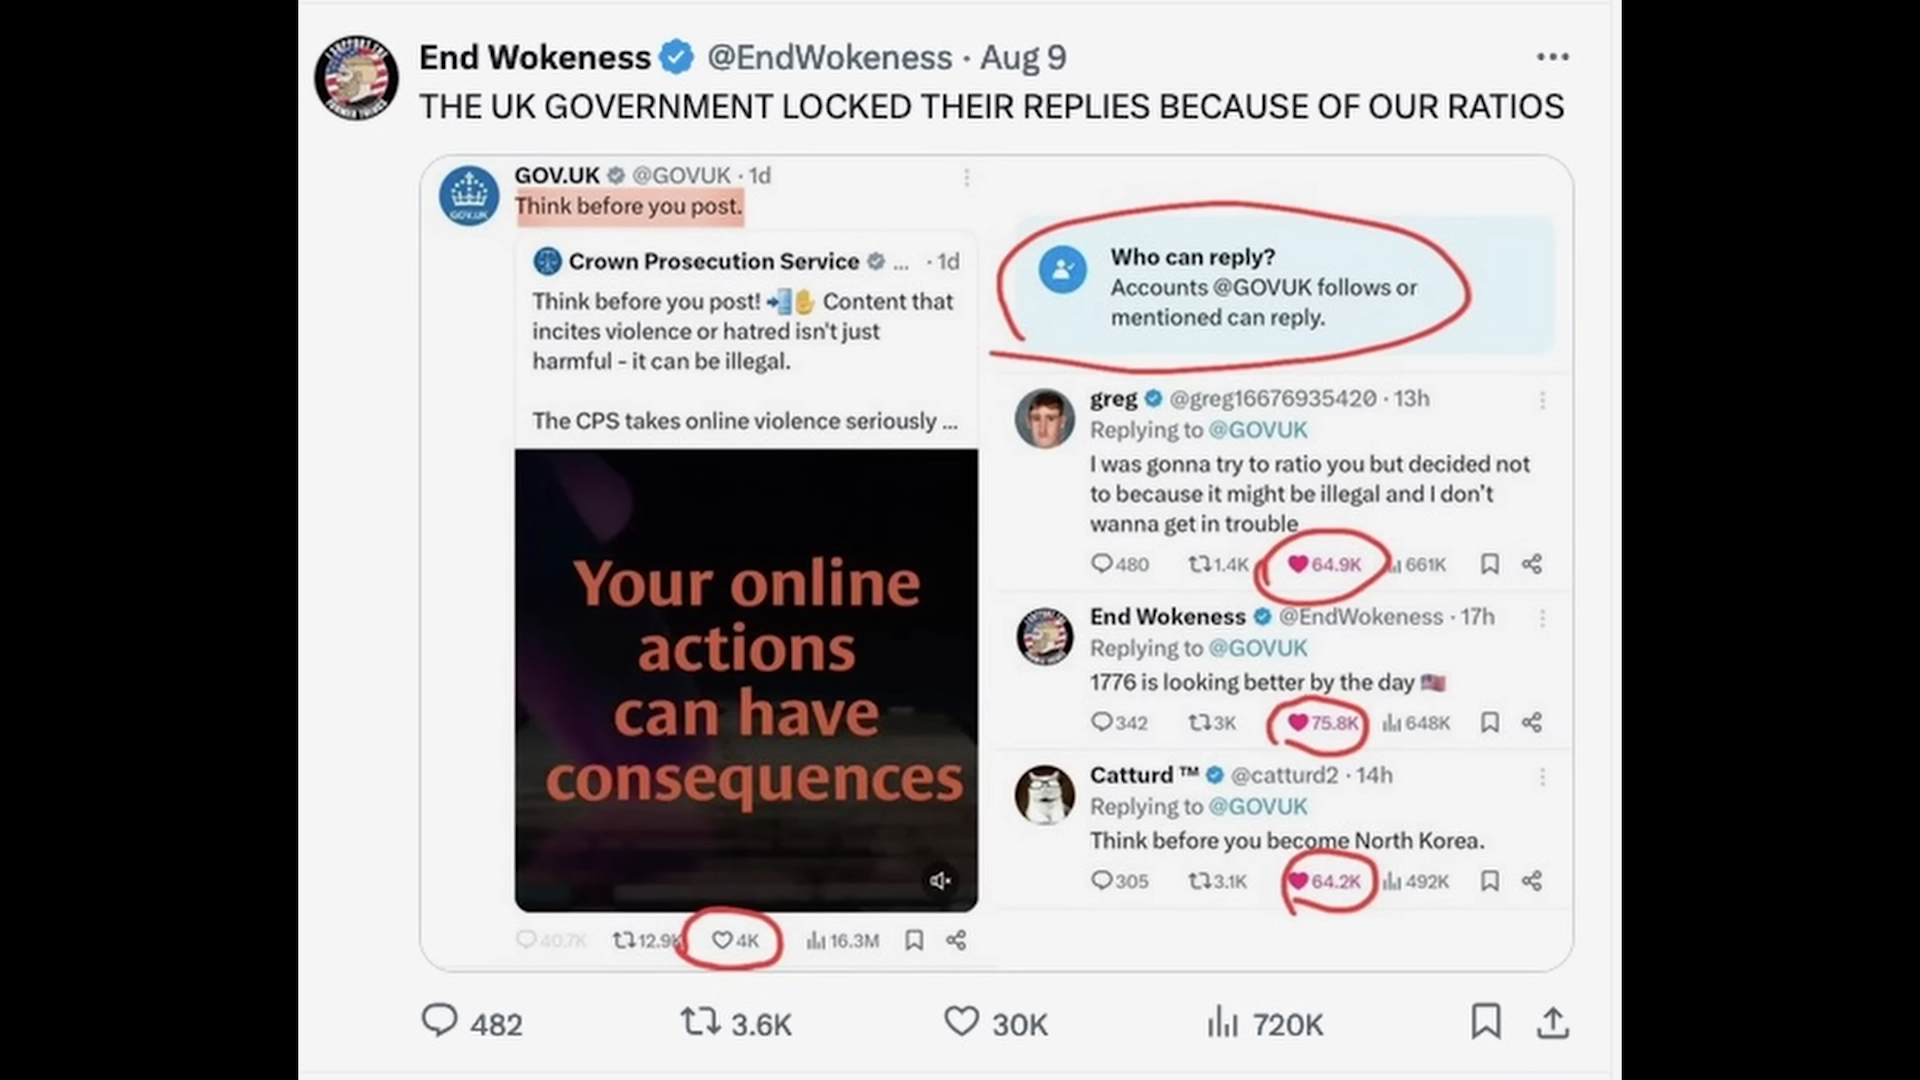 End Wokeness @EndWokeness · Aug 9
THE UK GOVERNMENT LOCKED THEIR REPLIES BECAUSE OF OUR RATIOS
GOV.UK @GOVUK · 1d
Think before you post.
Crown Prosecution Service ... · 1d
Think before you post! 📲✋ Content that
incites violence or hatred isn't just
harmful - it can be illegal.
The CPS takes online violence seriously ...
GOV.UK
Your online
actions
can have
consequences
40.7K 12.9K 4K 16.3M
Who can reply?
Accounts @GOVUK follows or
mentioned can reply.
greg @greg16676935420 · 13h
Replying to @GOVUK
I was gonna try to ratio you but decided not
to because it might be illegal and I don't
wanna get in trouble
480 1.4K 64.9K 661K
End Wokeness @EndWokeness · 17h
Replying to @GOVUK
1776 is looking better by the day 🇺🇸
342 3K 75.8K 648K
Catturd ™ @catturd2 · 14h
Replying to @GOVUK
Think before you become North Korea.
305 3.1K 64.2K 492K
482 3.6K 30K 720K